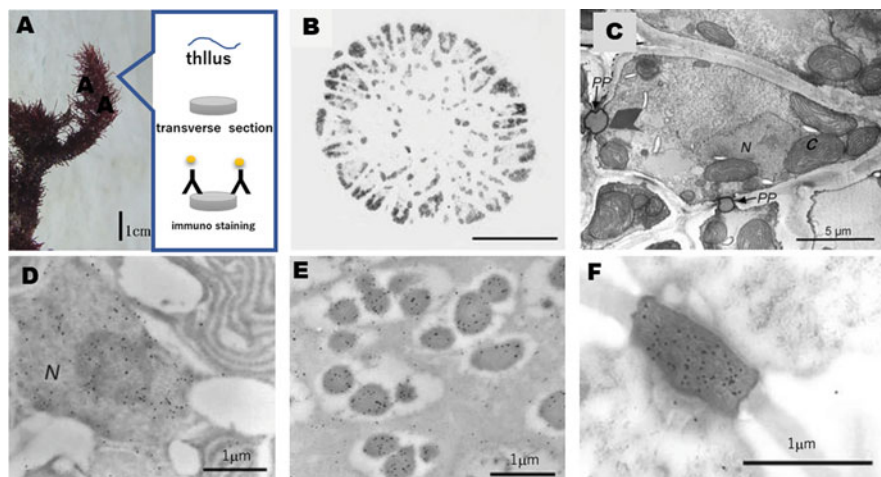 A
A
A
1cm
thllus
transverse section
immuno staining
B
C
PP
N
C
PP
5 μm
D
N
1μm
E
1μm
F
1μm